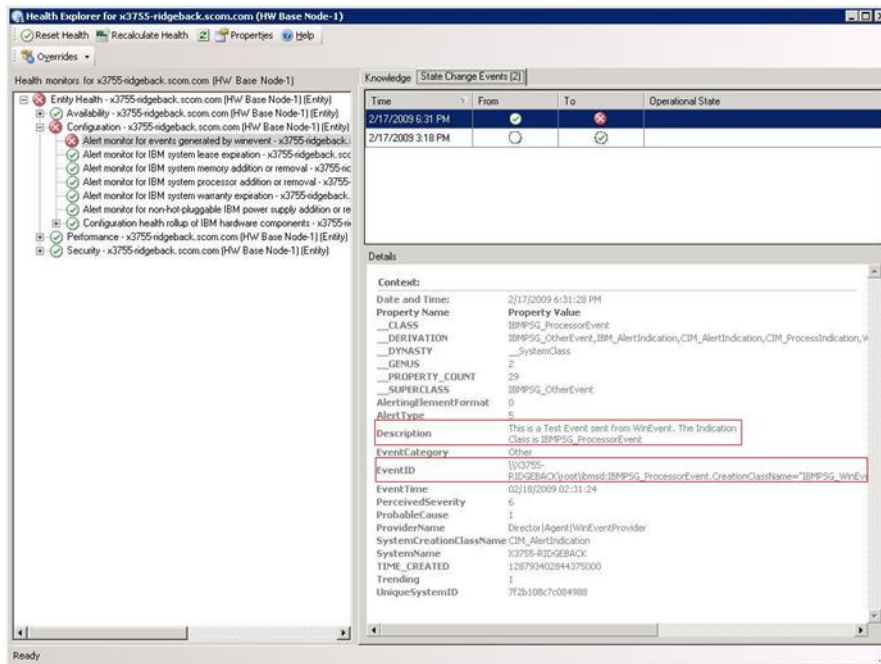 Health Explorer for x3755-ridgeback.scom.com (HW Base Node-1)
Reset Health Recalculate Health Properties Help
Overrides
Health monitors for x3755-ridgeback.scom.com (HW Base Node-1)
Entity Health - x3755-ridgeback.scom.com (HW Base Node-1) (Entity)
Availability - x3755-ridgeback.scom.com (HW Base Node-1) (Entity)
Configuration - x3755-ridgeback.scom.com (HW Base Node-1) (Entity)
Alert monitor for events generated by winevent - x3755-ridgeback.
Alert monitor for IBM system lease expiration - x3755-ridgeback.scc
Alert monitor for IBM system memory addition or removal - x3755-ric
Alert monitor for IBM system processor addition or removal - x3755-
Alert monitor for IBM system warranty expiration - x3755-ridgeback.
Alert monitor for non-hot-pluggable IBM power supply addition or re
Configuration health rollup of IBM hardware components - x3755-ri
Performance - x3755-ridgeback.scom.com (HW Base Node-1) (Entity)
Security - x3755-ridgeback.scom.com (HW Base Node-1) (Entity)
Knowledge State Change Events (2)
Time From To Operational State
2/17/2009 6:31 PM
2/17/2009 3:18 PM
Details
Context:
Date and Time: 2/17/2009 6:31:28 PM
Property Name Property Value
__CLASS IBMPSG_ProcessorEvent
__DERIVATION IBMPSG_OtherEvent,IBM_AlertIndication,CIM_AlertIndication,CIM_ProcessIndication,
__DYNASTY __SystemClass
__GENUS 2
__PROPERTY_COUNT 29
__SUPERCLASS IBMPSG_OtherEvent
AlertingElementFormat 0
AlertType 5
Description This is a Test Event sent from WinEvent. The Indication
Class is IBMPSG_ProcessorEvent
EventCategory Other
EventID \\X3755-
RIDGEBACK\root\ibmsd:IBMPSG_ProcessorEvent.CreationClassName="IBMPSG_WinEv
EventTime 02/18/2009 02:31:24
PerceivedSeverity 6
ProbableCause 1
ProviderName Director|Agent|WinEventProvider
SystemCreationClassName CIM_AlertIndication
SystemName X3755-RIDGEBACK
TIME_CREATED 128793402844375000
Trending 1
UniqueSystemID 7f2b108c7c084988
Ready